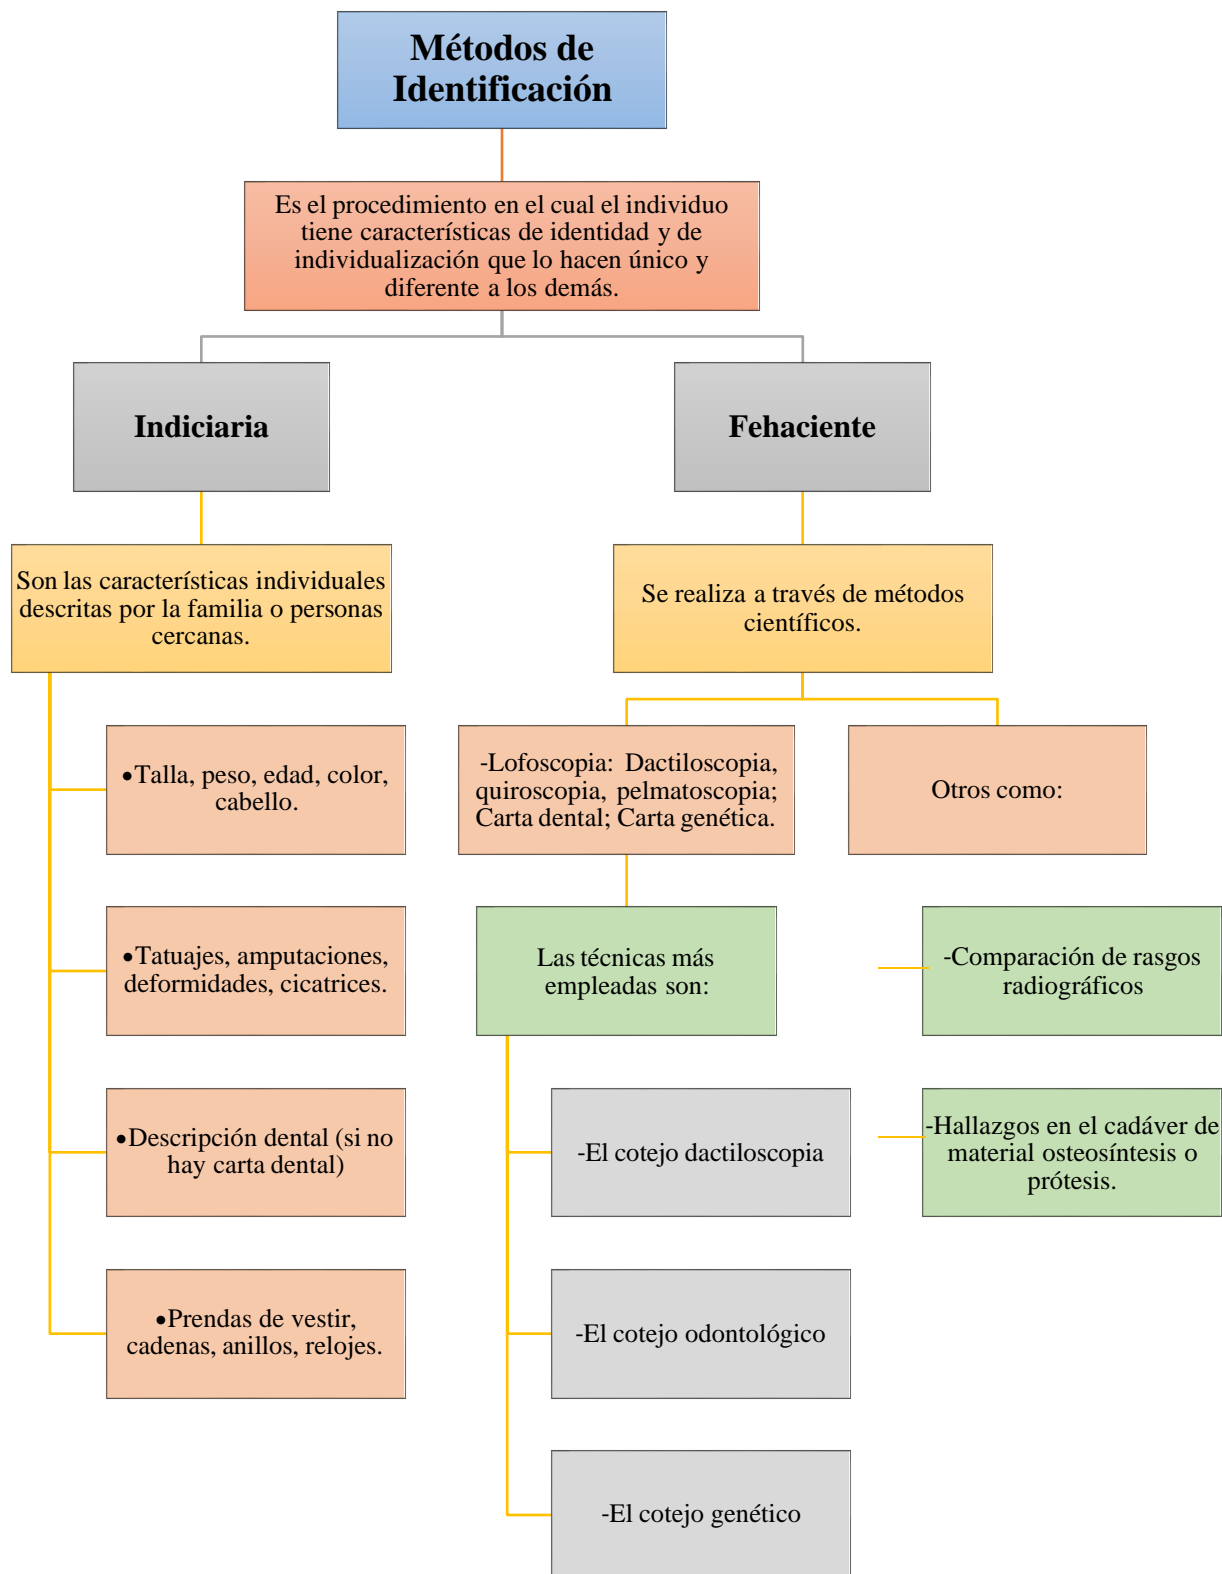 Métodos de
Identificación
Es el procedimiento en el cual el individuo
tiene características de identidad y de
individualización que lo hacen único y
diferente a los demás.
Indiciaria
Son las características individuales
descritas por la familia o personas
cercanas.
•Talla, peso, edad, color,
cabello.
•Tatuajes, amputaciones,
deformidades, cicatrices.
•Descripción dental (si no
hay carta dental)
•Prendas de vestir,
cadenas, anillos, relojes.
Fehaciente
Se realiza a través de métodos
científicos.
-Lofoscopia: Dactiloscopia,
quiroscopia, pelmatoscopia;
Carta dental; Carta genética.
Las técnicas más
empleadas son:
-El cotejo dactiloscopia
-El cotejo odontológico
-El cotejo genético
Otros como:
-Comparación de rasgos
radiográficos
-Hallazgos en el cadáver de
material osteosíntesis o
prótesis.